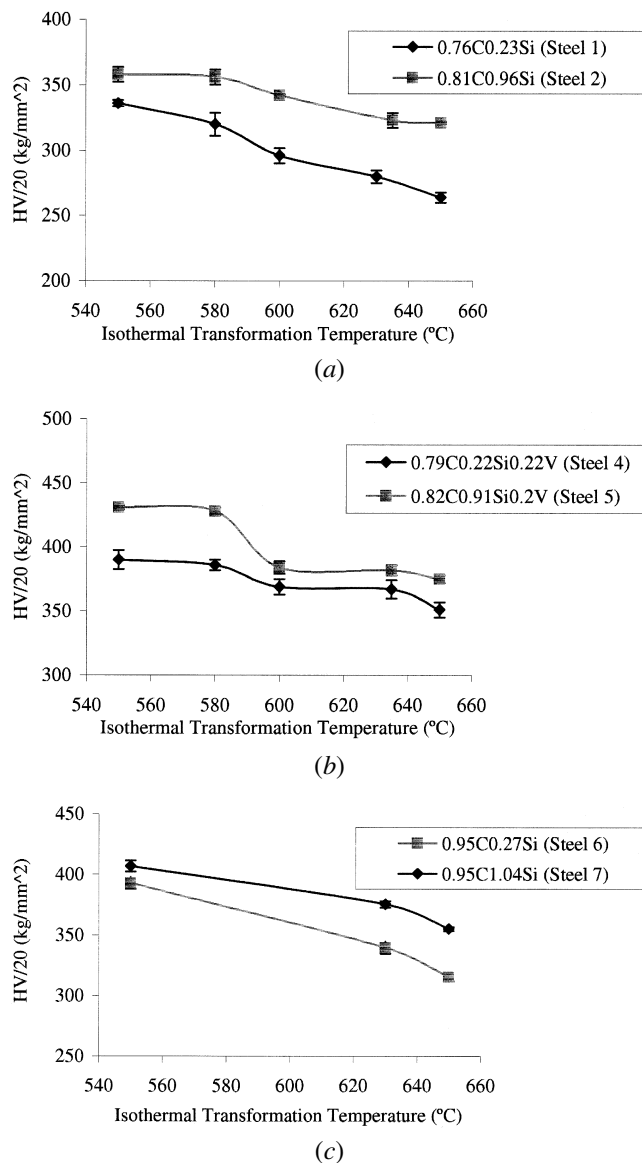 400
350
300
250
200
HV/20 (kg/mm^2)
0.76C0.23Si (Steel 1)
0.81C0.96Si (Steel 2)
540 560 580 600 620 640 660
Isothermal Transformation Temperature (ºC)
(a)
500
450
400
350
300
HV/20 (kg/mm^2)
0.79C0.22Si0.22V (Steel 4)
0.82C0.91Si0.2V (Steel 5)
540 560 580 600 620 640 660
Isothermal Transformation Temperature (ºC)
(b)
450
400
350
300
250
HV/20 (kg/mm^2)
0.95C0.27Si (Steel 6)
0.95C1.04Si (Steel 7)
540 560 580 600 620 640 660
Isothermal Transformation Temperature (ºC)
(c)